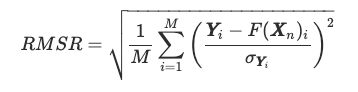 $RMSR = \sqrt{\frac{1}{M} \sum_{i=1}^{M} \left( \frac{\boldsymbol{Y}_i - F(\boldsymbol{X}_n)_i}{\sigma_{\boldsymbol{Y}_i}} \right)^2}$